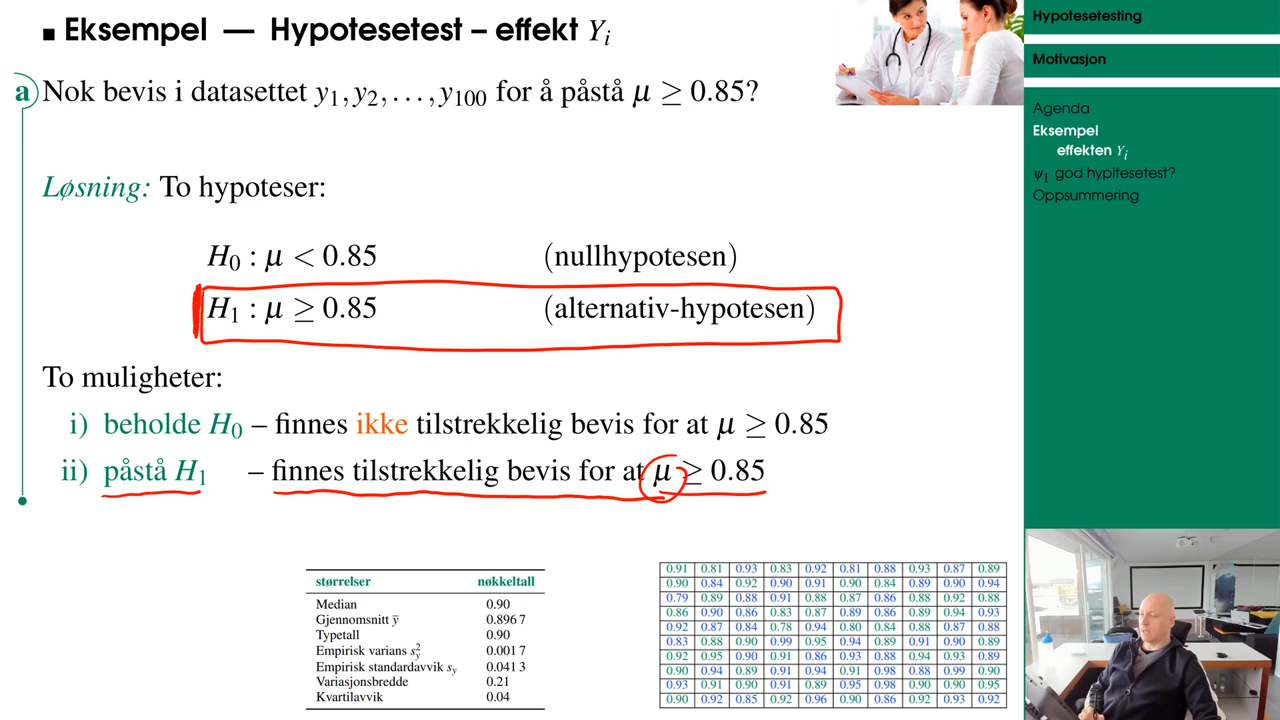 Eksempel — Hypotesetest – effekt Yᵢ
a Nok bevis i datasettet y₁, y₂, . . . , y₁₀₀ for å påstå μ ≥ 0.85?
Løsning: To hypoteser:
H₀ : μ < 0.85 (nullhypotesen)
H₁ : μ ≥ 0.85 (alternativ-hypotesen)
To muligheter:
i) beholde H₀ – finnes ikke tilstrekkelig bevis for at μ ≥ 0.85
ii) påstå H₁ – finnes tilstrekkelig bevis for at μ ≥ 0.85
størrelser nøkkeltall
Median 0.90
Gjennomsnitt y̅ 0.896 7
Typetall 0.90
Empirisk varians s²ᵧ 0.001 7
Empirisk standardavvik sᵧ 0.041 3
Variasjonsbredde 0.21
Kvartilavvik 0.04
0.91 0.81 0.93 0.83 0.92 0.81 0.88 0.93 0.87 0.89
0.90 0.84 0.92 0.90 0.91 0.90 0.84 0.89 0.90 0.94
0.79 0.89 0.88 0.91 0.88 0.87 0.86 0.88 0.92 0.88
0.86 0.90 0.86 0.83 0.87 0.89 0.86 0.89 0.94 0.93
0.92 0.87 0.84 0.78 0.94 0.80 0.84 0.88 0.87 0.88
0.83 0.88 0.90 0.99 0.95 0.94 0.89 0.91 0.90 0.89
0.92 0.95 0.90 0.91 0.86 0.93 0.88 0.94 0.93 0.89
0.90 0.94 0.89 0.91 0.94 0.91 0.98 0.88 0.99 0.90
0.93 0.91 0.90 0.91 0.89 0.95 0.98 0.90 0.90 0.95
0.90 0.92 0.85 0.92 0.96 0.90 0.86 0.92 0.93 0.92
Hypotesetesting
Motivasjon
Agenda
Eksempel
effekten Yᵢ
ψ₁ god hypitesetest?
Oppsummering